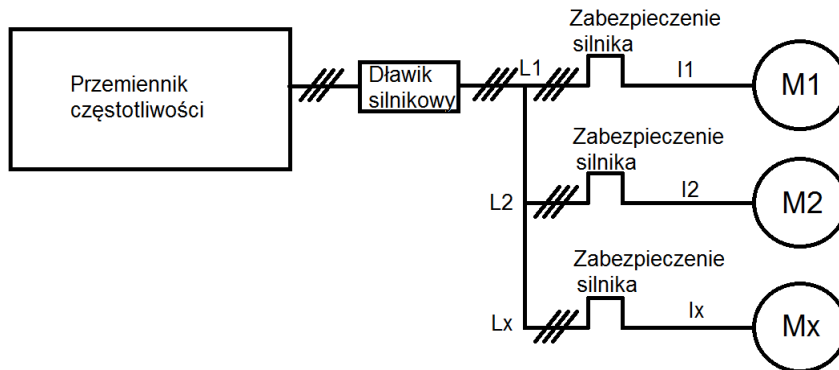 Przemiennik
częstotliwości
Dławik
silnikowy
L1
Zabezpieczenie
silnika
I1
M1
L2
Zabezpieczenie
silnika
I2
M2
Lx
Zabezpieczenie
silnika
Ix
Mx